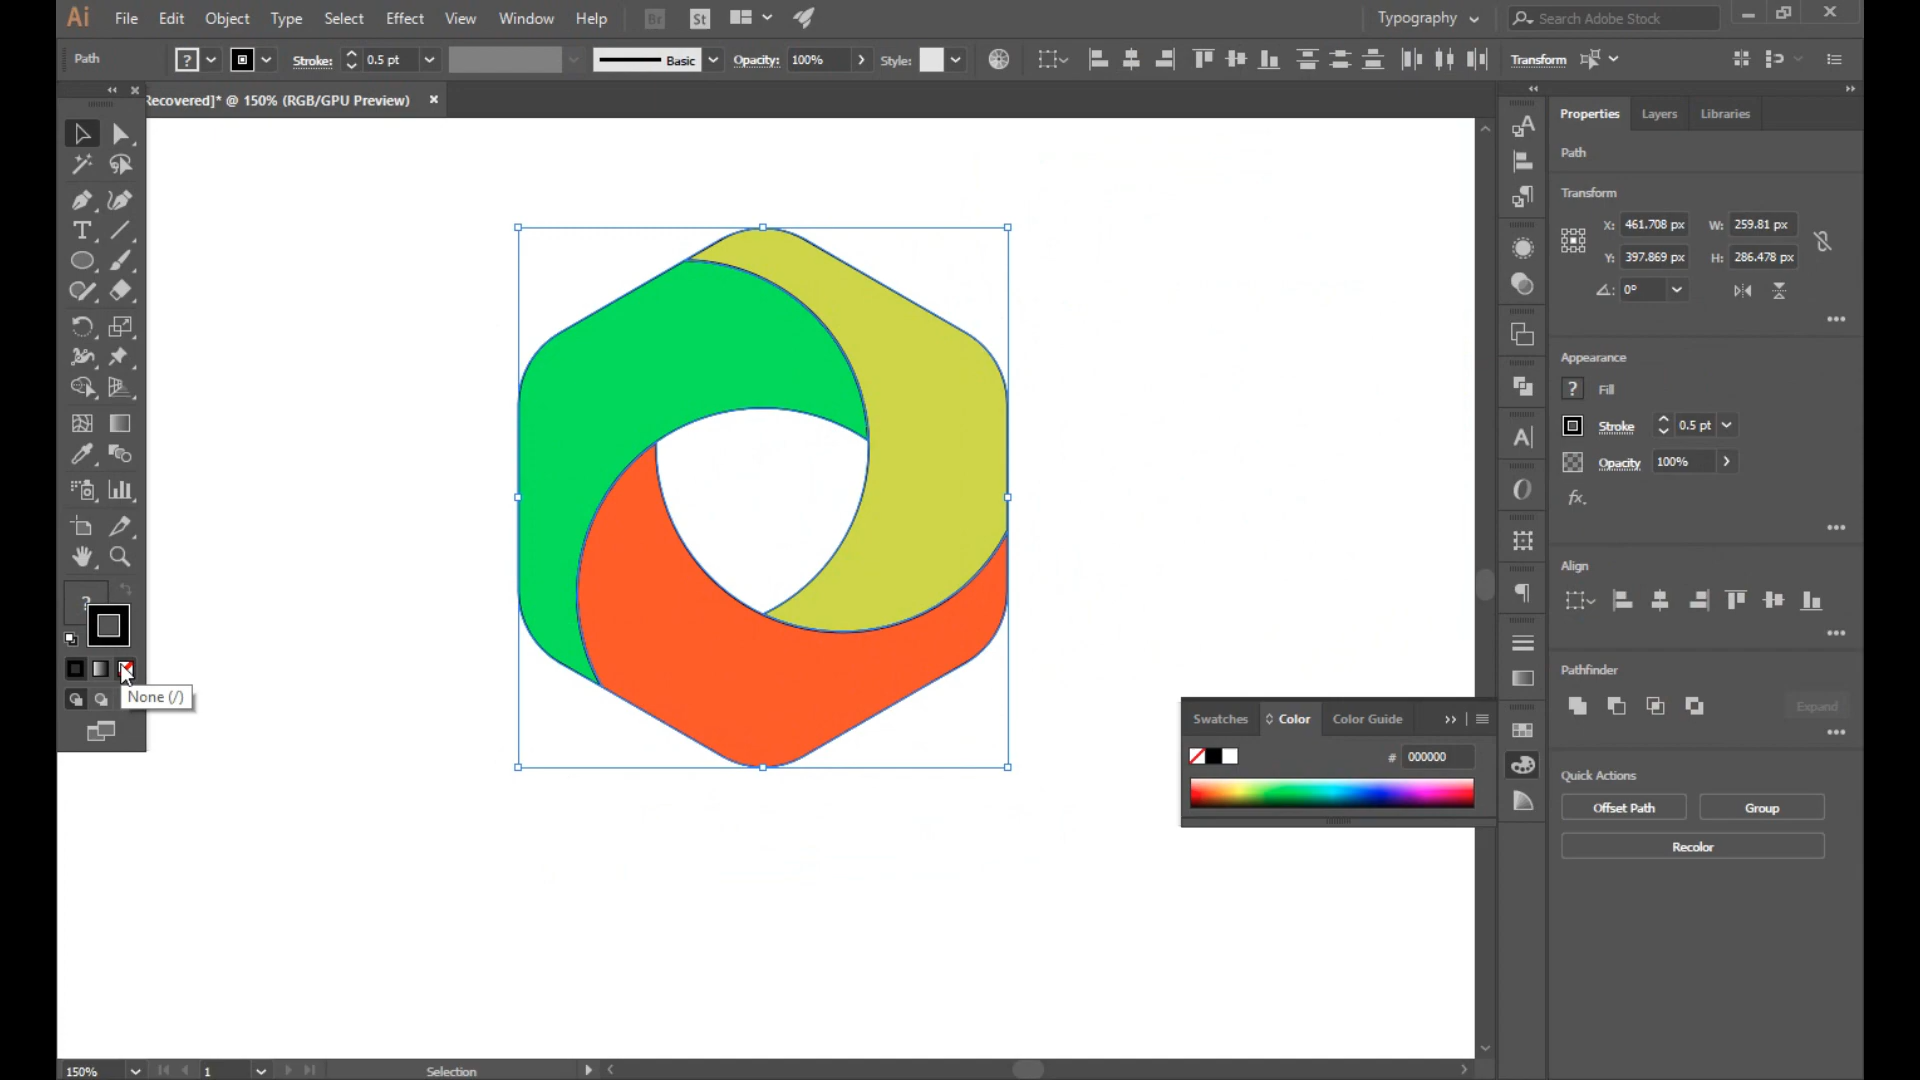 Ai File Edit Object Type Select Effect View Window Help Br St Typography Search Adobe Stock
Path ? Stroke: 0.5 pt Basic Opacity: 100% Style: Transform
Recovered]* @ 150% (RGB/GPU Preview)
Properties Layers Libraries
Path
Transform
X: 461.708 px W: 259.81 px
Y: 397.869 px H: 286.478 px
0°
Appearance
? Fill
Stroke 0.5 pt
Opacity 100%
fx.
Align
Pathfinder
Expand
Quick Actions
Offset Path Group
Recolor
?
None (/)
Swatches Color Color Guide
# 000000
150% 1 Selection